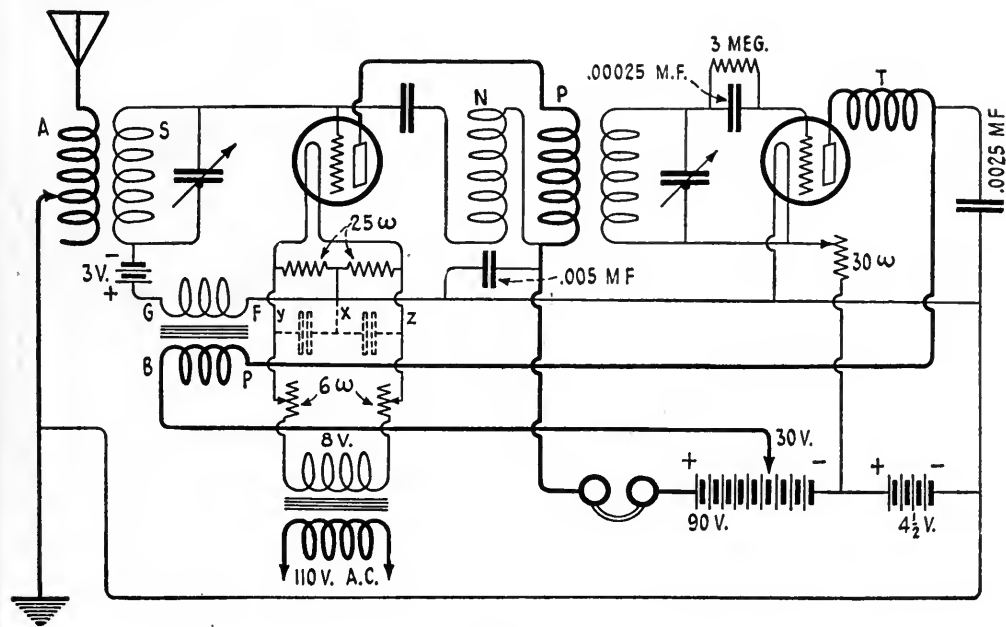 3 MEG.
.00025 M.F.
T
N
P
A
S
.0025 MF
25 ω
30 ω
3V.
- +
.005 MF
G
F
y
x
z
B
P
6 ω
8 V.
30 V.
+ -
+ -
90 V.
4½ V.
110 V. A.C.